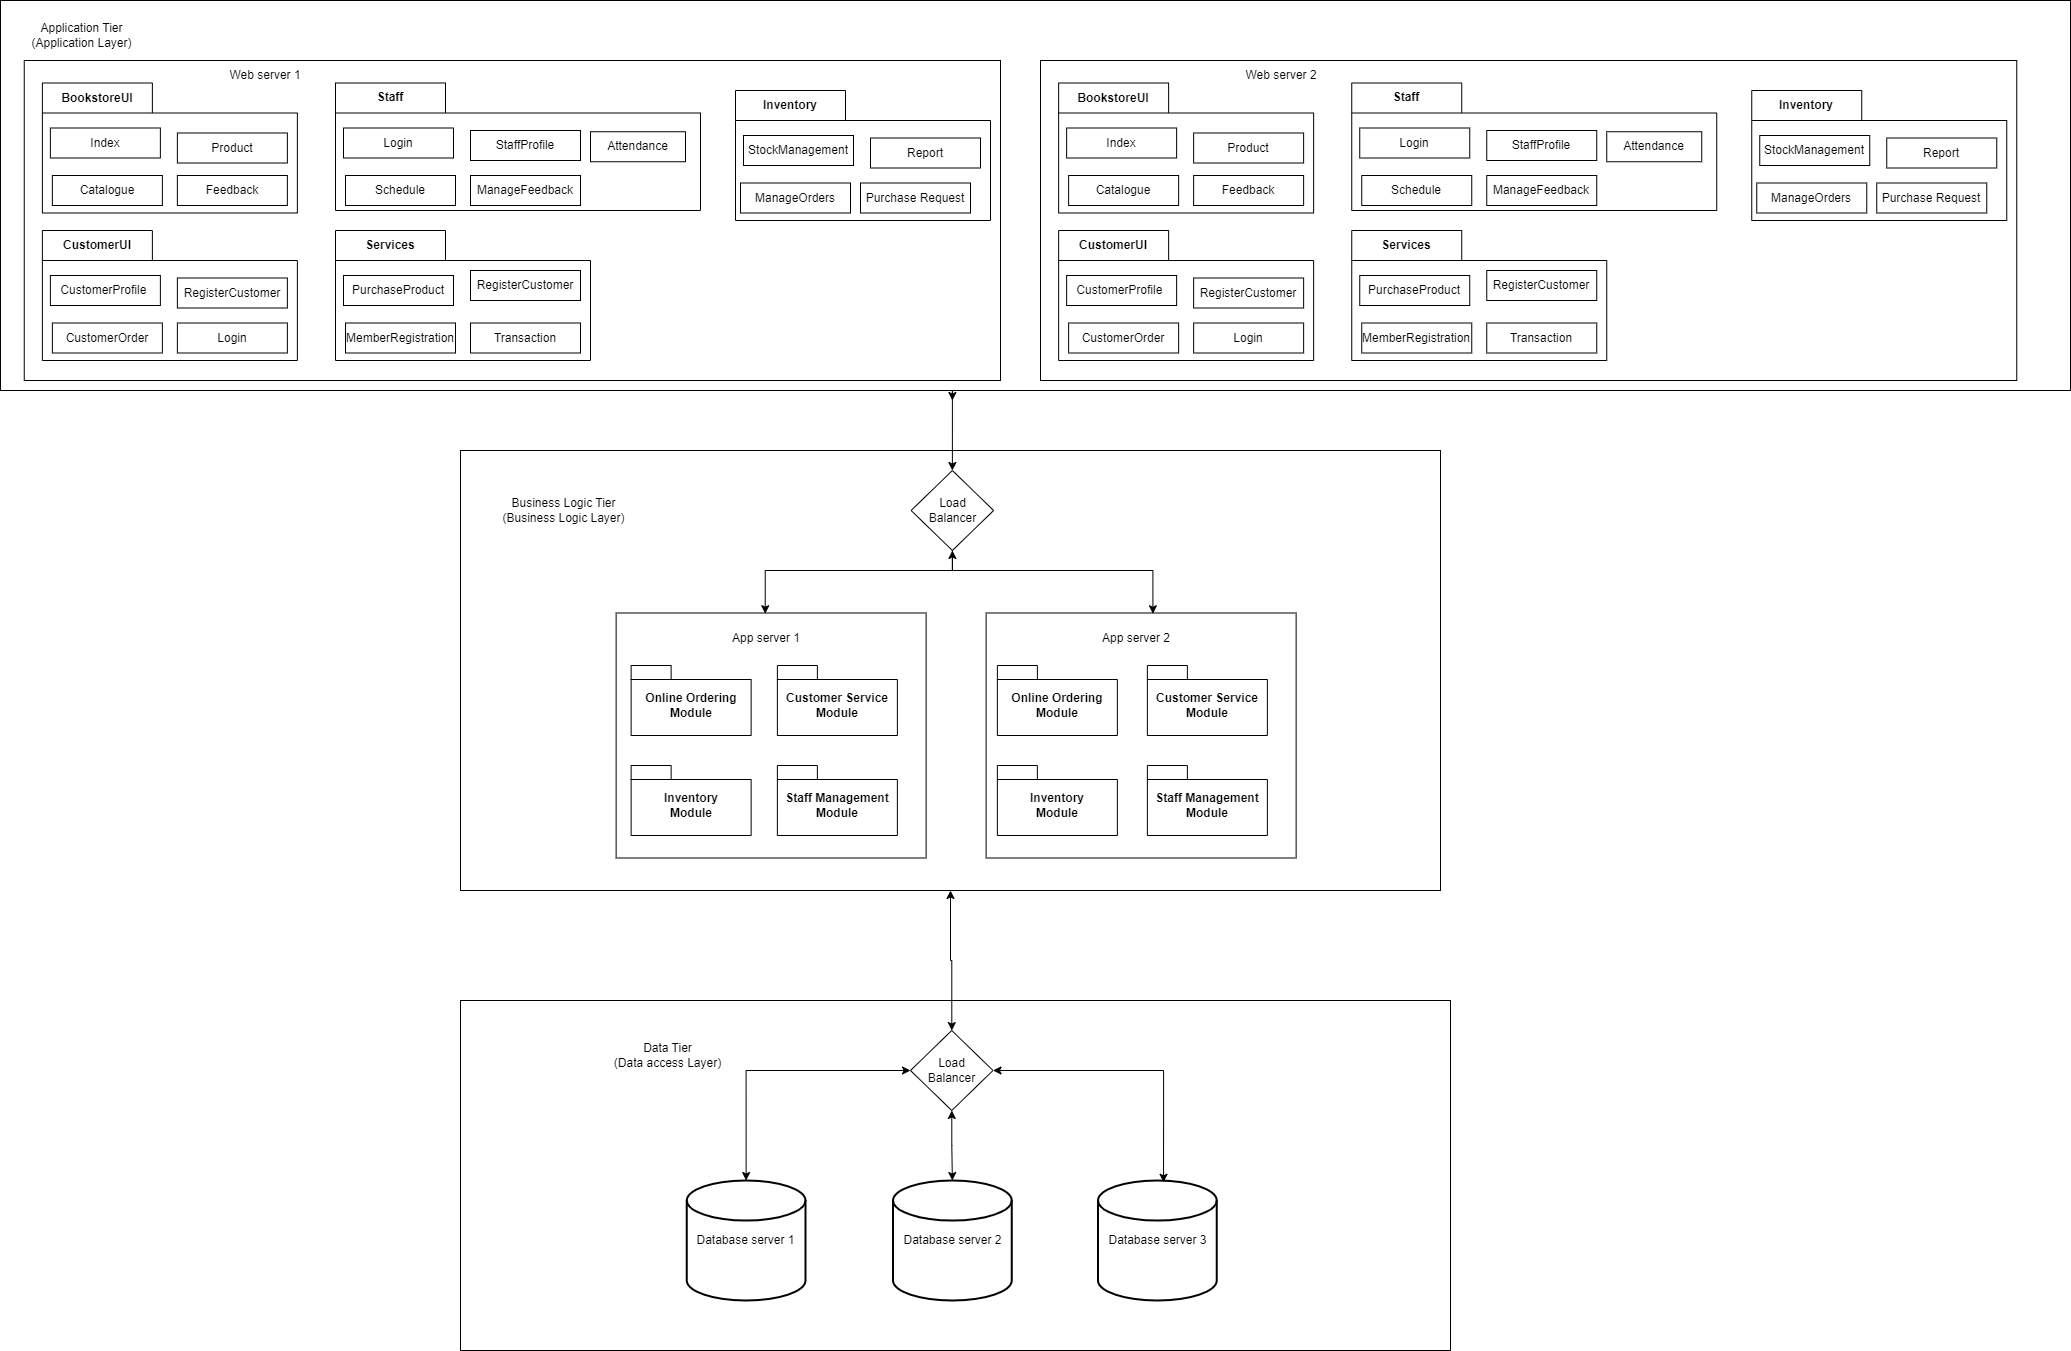 Application Tier
(Application Layer)
Web server 1
BookstoreUI
Index
Product
Catalogue
Feedback
Staff
Login
StaffProfile
Attendance
Schedule
ManageFeedback
Inventory
StockManagement
Report
ManageOrders
Purchase Request
CustomerUI
CustomerProfile
RegisterCustomer
CustomerOrder
Login
Services
PurchaseProduct
RegisterCustomer
MemberRegistration
Transaction
Web server 2
BookstoreUI
Index
Product
Catalogue
Feedback
Staff
Login
StaffProfile
Attendance
Schedule
ManageFeedback
Inventory
StockManagement
Report
ManageOrders
Purchase Request
CustomerUI
CustomerProfile
RegisterCustomer
CustomerOrder
Login
Services
PurchaseProduct
RegisterCustomer
MemberRegistration
Transaction
Business Logic Tier
(Business Logic Layer)
Load
Balancer
App server 1
Online Ordering
Module
Customer Service
Module
Inventory
Module
Staff Management
Module
App server 2
Online Ordering
Module
Customer Service
Module
Inventory
Module
Staff Management
Module
Data Tier
(Data access Layer)
Load
Balancer
Database server 1
Database server 2
Database server 3